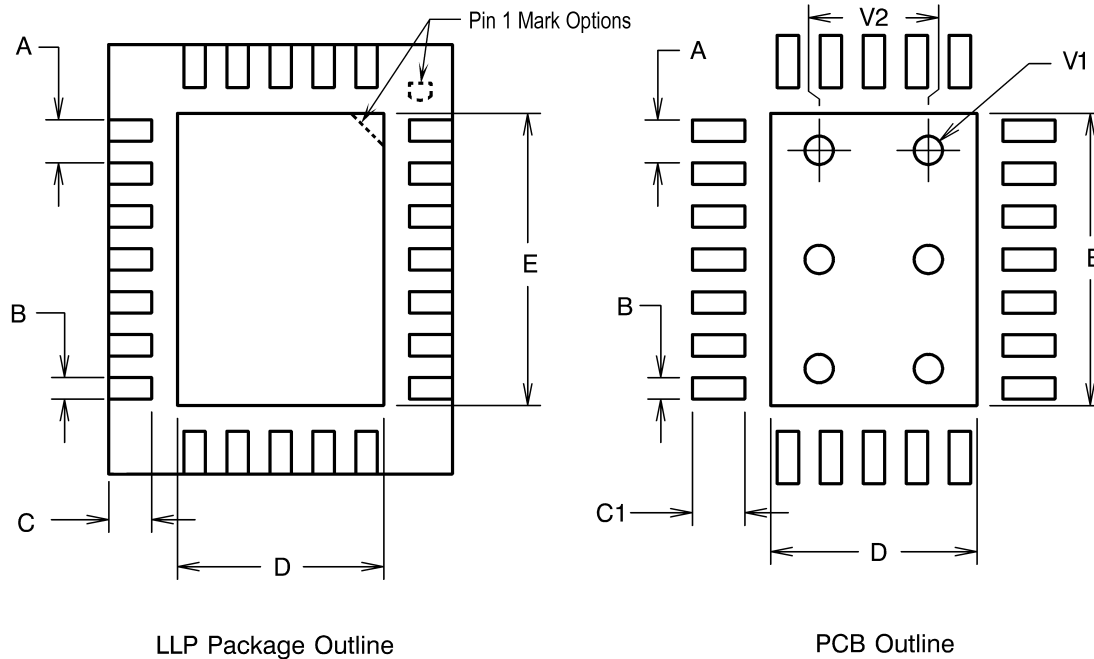 Pin 1 Mark Options
V2
A
A
V1
E
E
B
B
C
C1
D
D
LLP Package Outline
PCB Outline